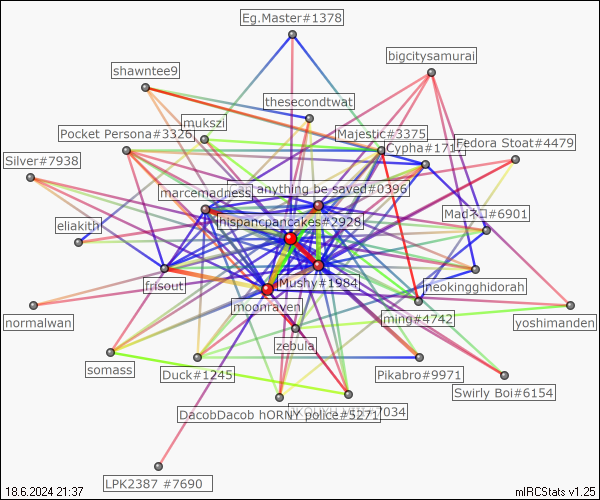 Eg.Master#1378
bigcitysamurai
shawntee9
thesecondtwat
mukszi
Pocket Persona#3326
Majestic#3375
Cypha#171
Fedora Stoat#4479
Silver#7938
marcemadness
anything be saved#0396
Mad ネコ#6901
hispancpancakes#2928
eliakith
frisout
Mushy#1984
neokingghidorah
moonraven
normalwan
ming#4742
yoshimanden
zebula
somass
Duck#1245
Pikabro#9971
Swirly Boi#6154
DacobDacob hORNY police#5271
7034
LPK2387 #7690
18.6.2024 21:37
mIRCStats v1.25